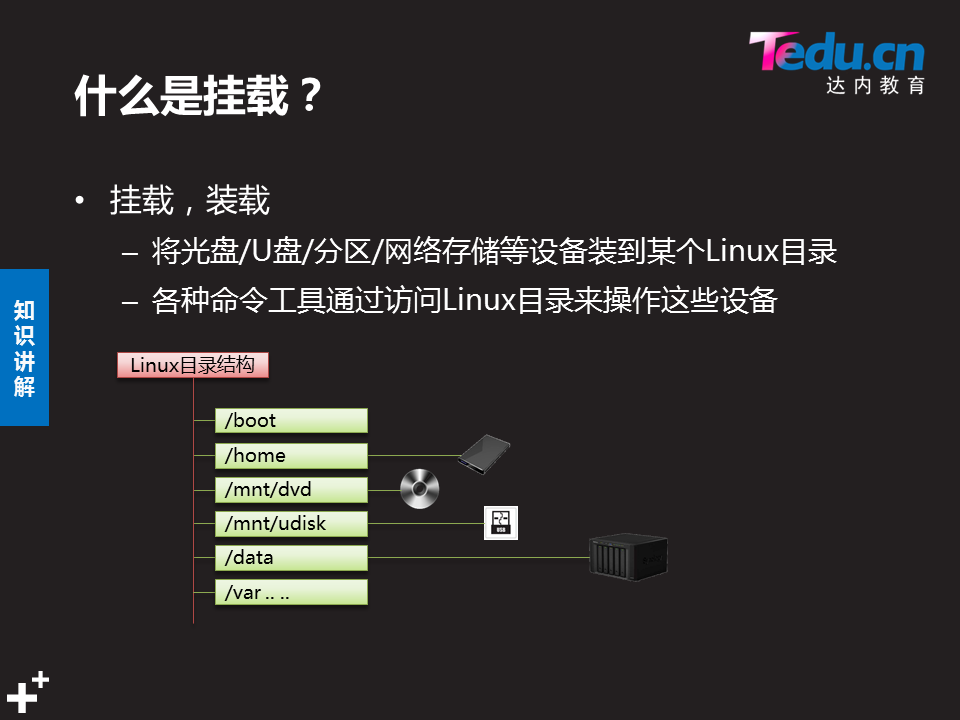 Tedu.cn
达内教育
什么是挂载？
• 挂载，装载
– 将光盘/U盘/分区/网络存储等设备装到某个Linux目录
– 各种命令工具通过访问Linux目录来操作这些设备
知识讲解
Linux目录结构
/boot
/home
/mnt/dvd
/mnt/udisk
USB
/data
/var .. ..